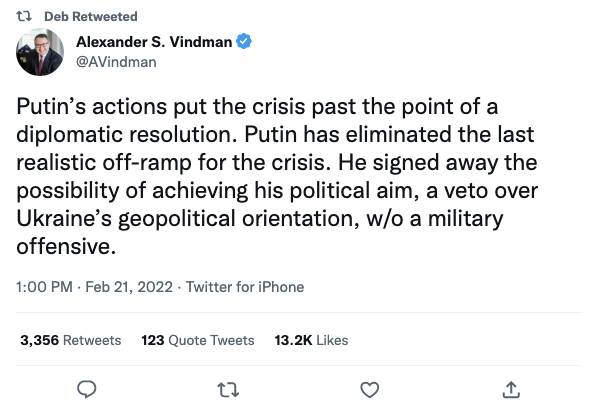 Deb Retweeted
Alexander S. Vindman
@AVindman
Putin’s actions put the crisis past the point of a
diplomatic resolution. Putin has eliminated the last
realistic off-ramp for the crisis. He signed away the
possibility of achieving his political aim, a veto over
Ukraine’s geopolitical orientation, w/o a military
offensive.
1:00 PM · Feb 21, 2022 · Twitter for iPhone
3,356 Retweets 123 Quote Tweets 13.2K Likes